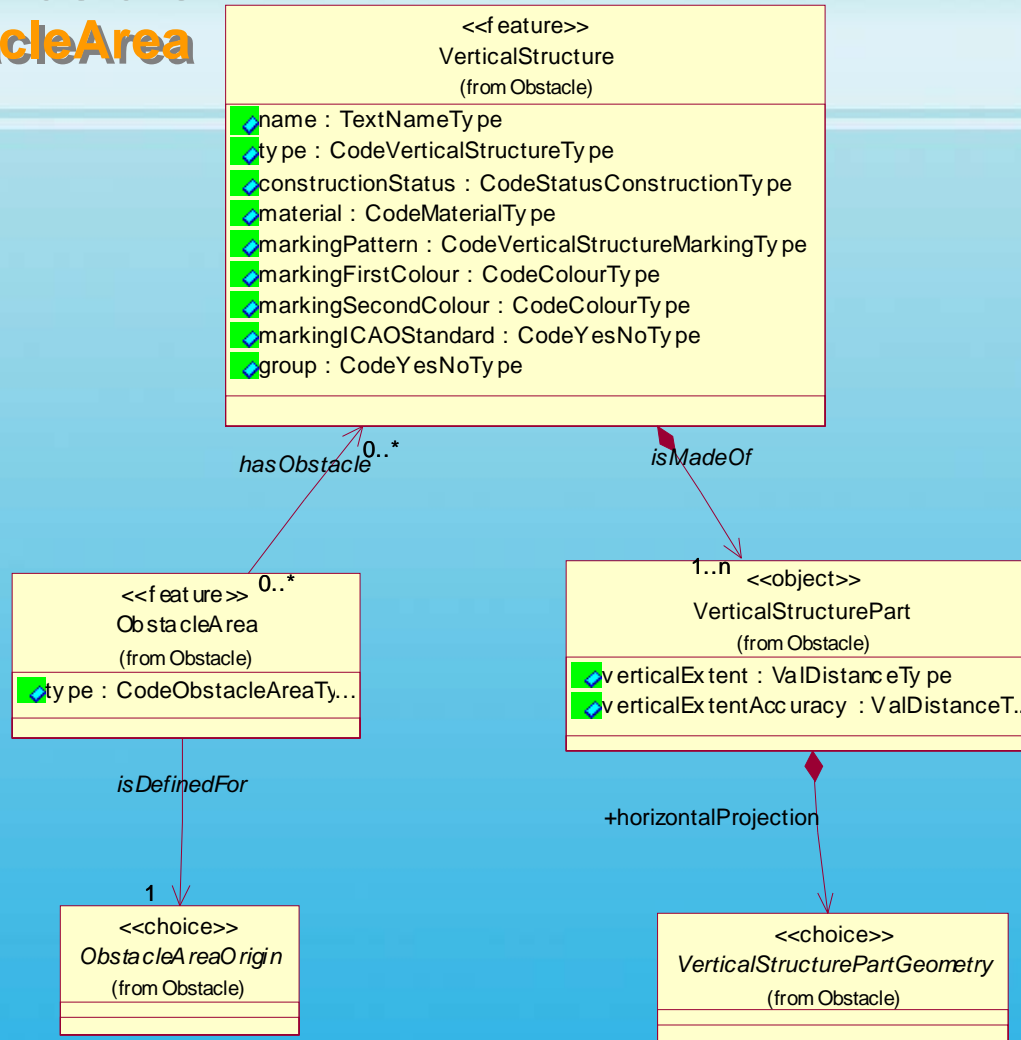 cleArea
<<feature>>
VerticalStructure
(from Obstacle)
name : TextNameType
type : CodeVerticalStructureType
constructionStatus : CodeStatusConstructionType
material : CodeMaterialType
markingPattern : CodeVerticalStructureMarkingType
markingFirstColour : CodeColourType
markingSecondColour : CodeColourType
markingICAOStandard : CodeYesNoType
group : CodeYesNoType
hasObstacle
0..*
isMadeOf
0..*
1..n
<<feature>>
ObstacleArea
(from Obstacle)
type : CodeObstacleAreaTy...
<<object>>
VerticalStructurePart
(from Obstacle)
verticalExtent : ValDistanceType
verticalExtentAccuracy : ValDistanceT..
isDefinedFor
1
+horizontalProjection
<<choice>>
ObstacleAreaOrigin
(from Obstacle)
<<choice>>
VerticalStructurePartGeometry
(from Obstacle)